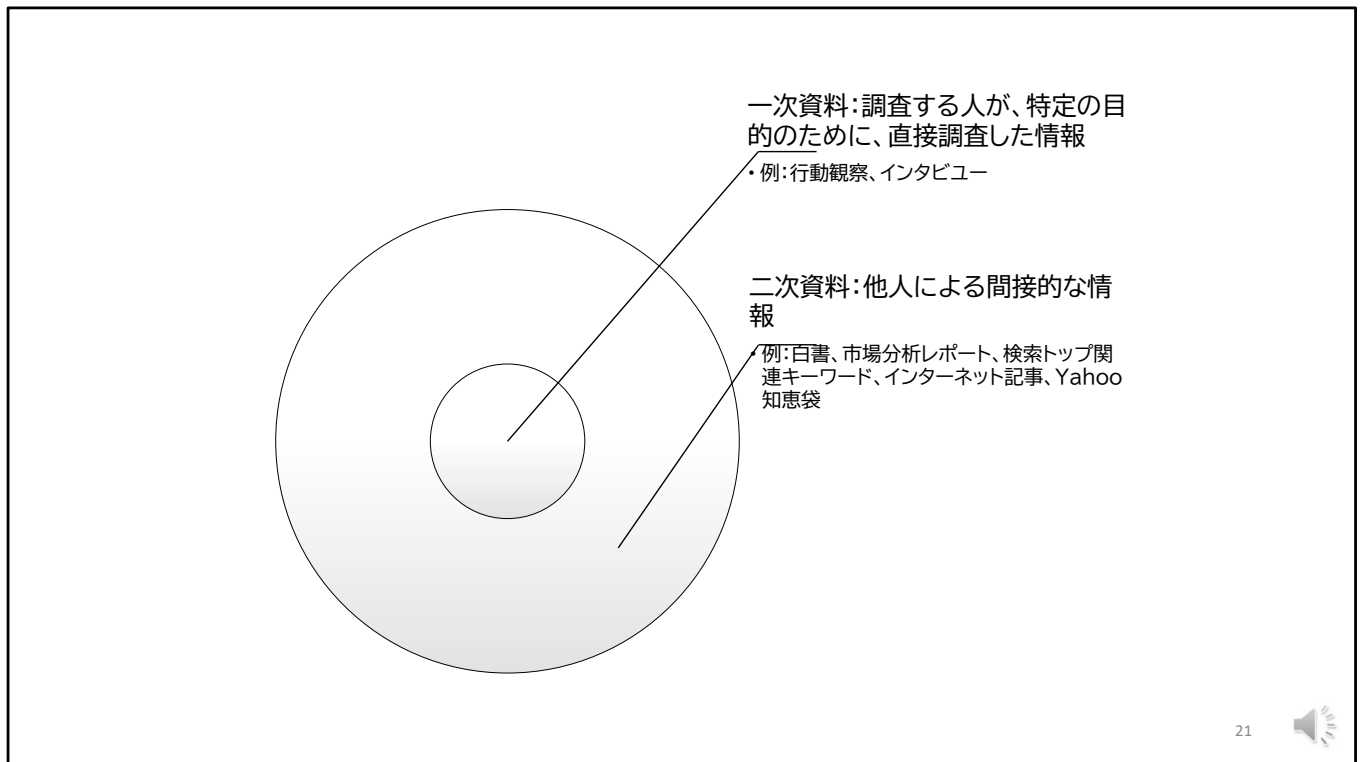 一次資料：調査する人が、特定の目
的のために、直接調査した情報
・例：行動観察、インタビュー
二次資料：他人による間接的な情
報
・例：白書、市場分析レポート、検索トップ関
連キーワード、インターネット記事、Yahoo
知恵袋
21